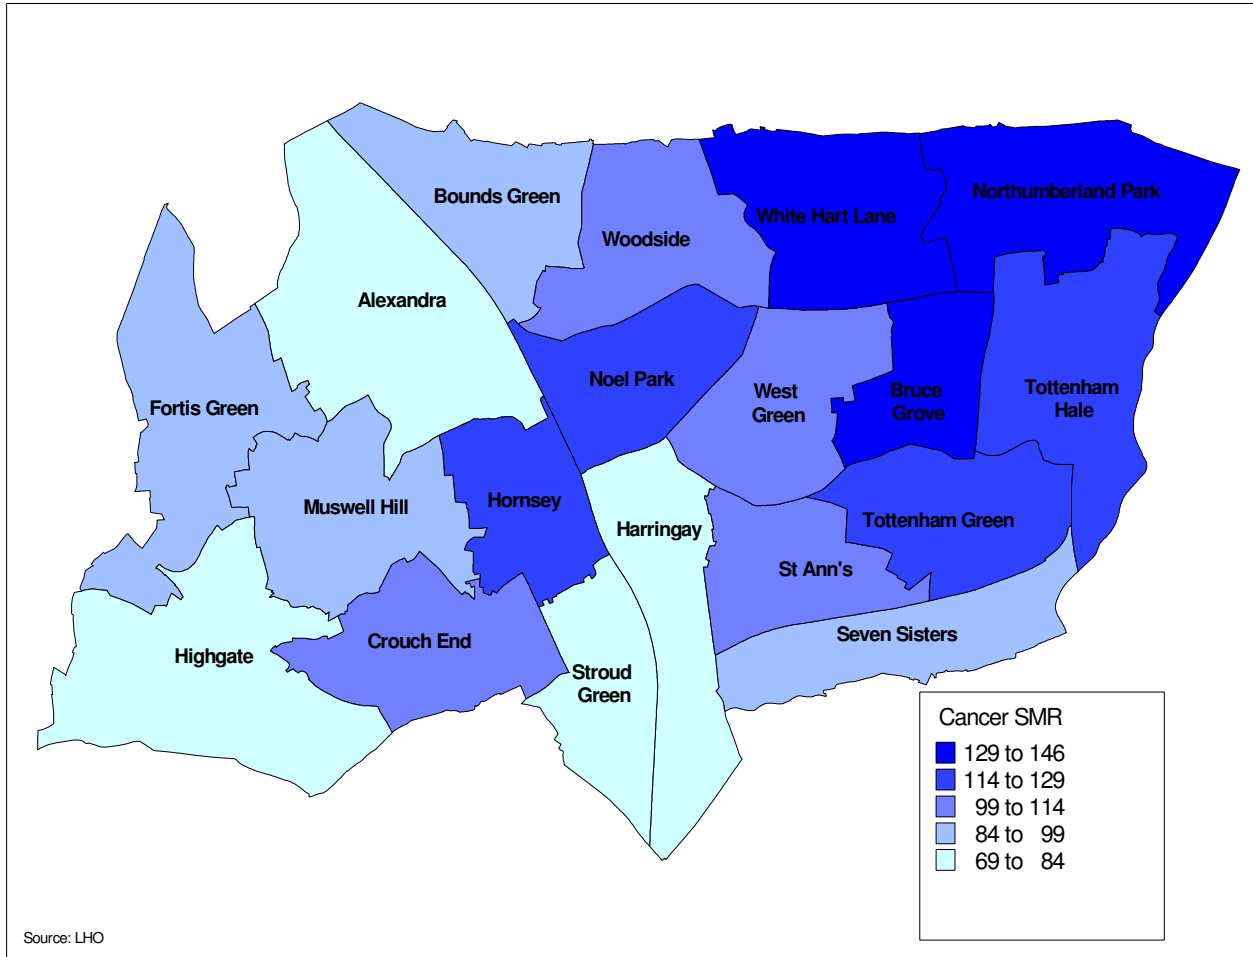 Bounds Green
Northumberland Park
White Hart Lane
Woodside
Alexandra
Noel Park
Fortis Green
West
Green
Bruce
Grove
Tottenham
Hale
Muswell Hill
Hornsey
Harringay
Tottenham Green
St Ann's
Seven Sisters
Crouch End
Highgate
Stroud
Green
Cancer SMR
129 to 146
114 to 129
99 to 114
84 to 99
69 to 84
Source: LHO